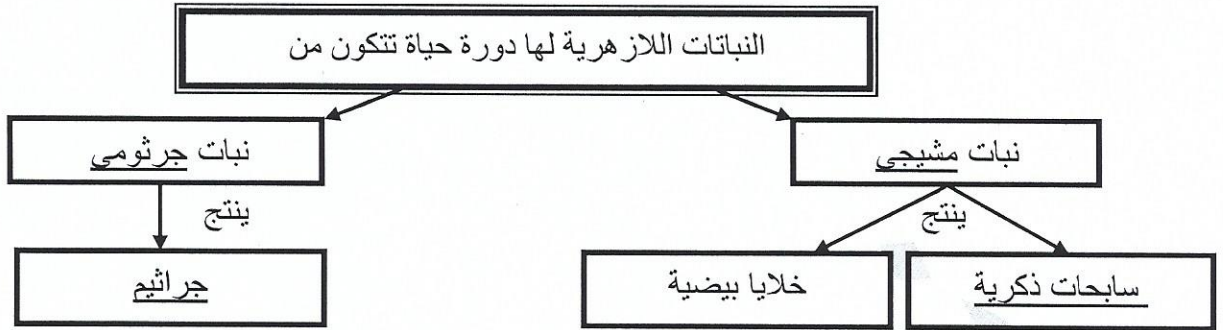 النباتات اللازهرية لها دورة حياة تتكون من
نبات مشيجي
نبات جرثومي
ينتج
ينتج
سابحات ذكرية
خلايا بيضية
جراثيم